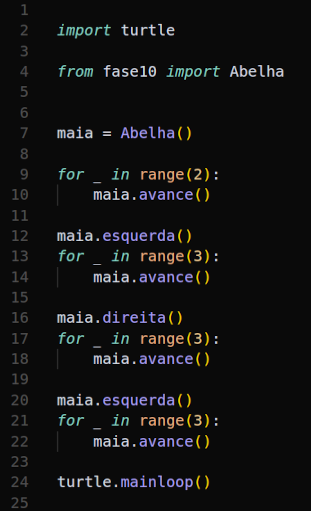 1
2 import turtle
3
4 from fase10 import Abelha
5
6
7 maia = Abelha()
8
9 for _ in range(2):
10     maia.avance()
11
12 maia.esquerda()
13 for _ in range(3):
14     maia.avance()
15
16 maia.direita()
17 for _ in range(3):
18     maia.avance()
19
20 maia.esquerda()
21 for _ in range(3):
22     maia.avance()
23
24 turtle.mainloop()
25